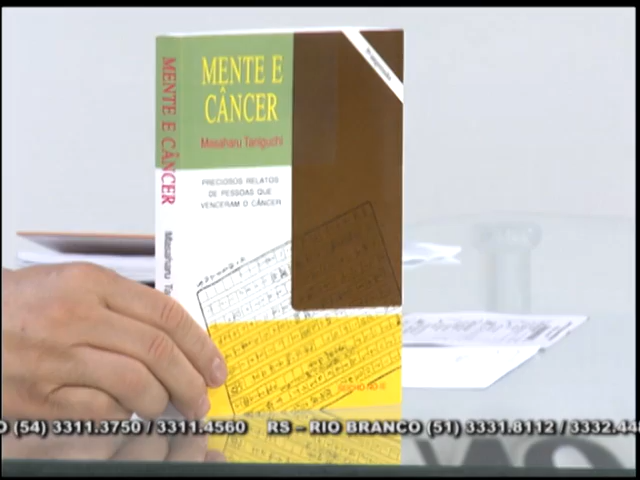 MENTE E
CÂNCER
Masaharu Taniguchi
PRECIOSOS RELATOS
DE PESSOAS QUE
VENCERAM O CÂNCER
MENTE E CÂNCER
Masaharu Ta
O (54) 3311.3750 / 3311.4560 RS – RIO BRANCO (51) 3331.8112 / 3332.44